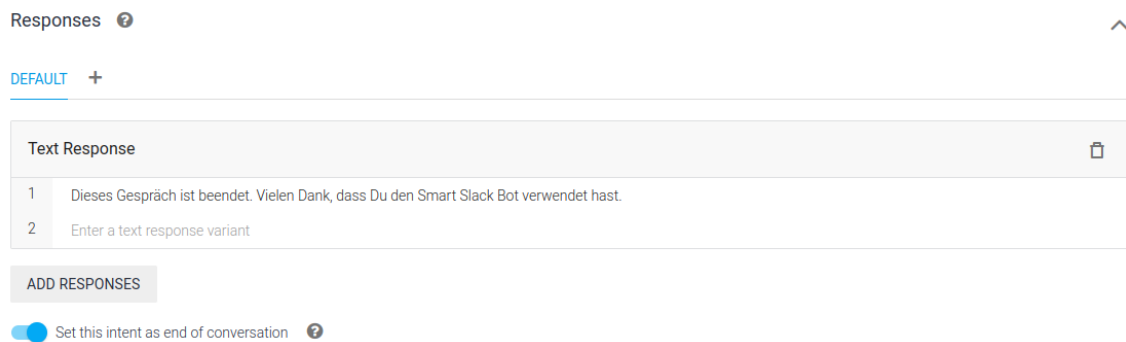 Responses ?
DEFAULT +
Text Response
1 Dieses Gespräch ist beendet. Vielen Dank, dass Du den Smart Slack Bot verwendet hast.
2 Enter a text response variant
ADD RESPONSES
Set this intent as end of conversation ?